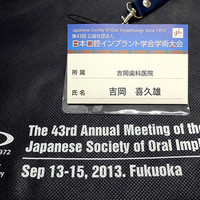 Japanese Society of Oral Implantology since 1972
第43回 公益社団法人
日本口腔インプラント学会学術大会
所属 吉岡歯科医院
氏名 吉岡 喜久雄
The 43rd Annual Meeting of the
Japanese Society of Oral Impl
972
Sep 13-15, 2013. Fukuoka